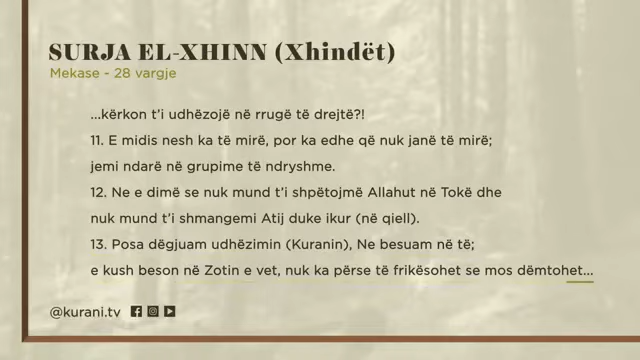 SURJA EL-XHINN (Xhindët)
Mekase - 28 vargje
...kërkon t'i udhëzojë në rrugë të drejtë?!
11. E midis nesh ka të mirë, por ka edhe që nuk janë të mirë;
jemi ndarë në grupime të ndryshme.
12. Ne e dimë se nuk mund t'i shpëtojmë Allahut në Tokë dhe
nuk mund t'i shmangemi Atij duke ikur (në qiell).
13. Posa dëgjuam udhëzimin (Kuranin), Ne besuam në të;
e kush beson në Zotin e vet, nuk ka përse të frikësohet se mos dëmtohet...
@kurani.tv